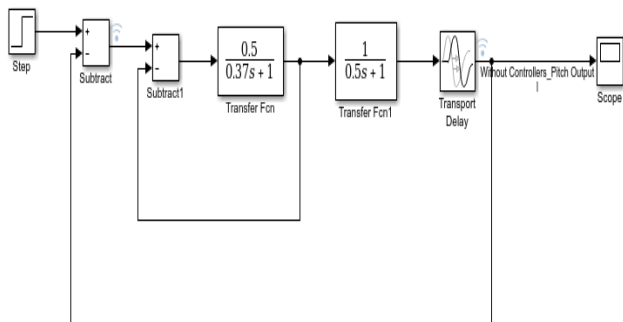 Step
+
−
Subtract
+
−
Subtract1
0.5
0.37s + 1
Transfer Fcn
1
0.5s + 1
Transfer Fcn1
Transport
Delay
Without Controllers_Pitch Output
I
Scope